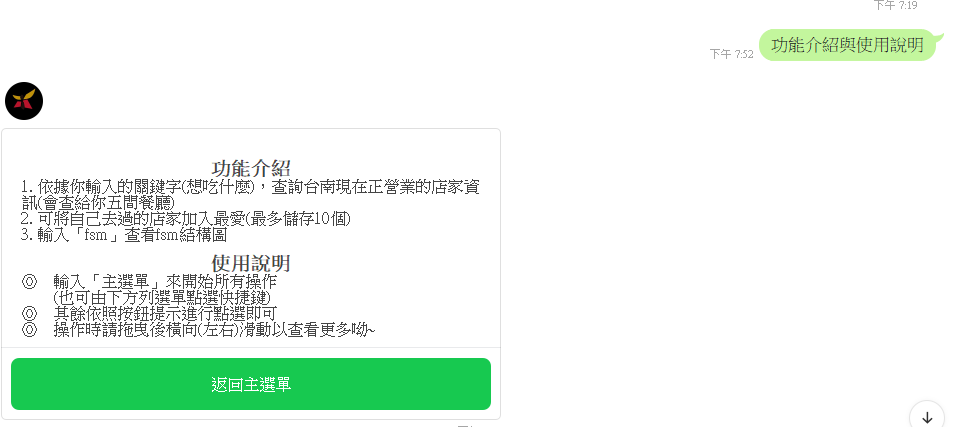 下午 7:19
功能介紹與使用說明
下午 7:52
功能介紹
1. 依據你輸入的關鍵字(想吃什麼)，查詢台南現在正營業的店家資
訊(會查給你五間餐廳)
2. 可將自己去過的店家加入最愛(最多儲存10個)
3. 輸入「fsm」查看fsm結構圖
使用說明
◎ 輸入「主選單」來開始所有操作
(也可由下方列選單點選快捷鍵)
◎ 其餘依照按鈕提示進行點選即可
◎ 操作時請拖曳後橫向(左右)滑動以查看更多呦~
返回主選單